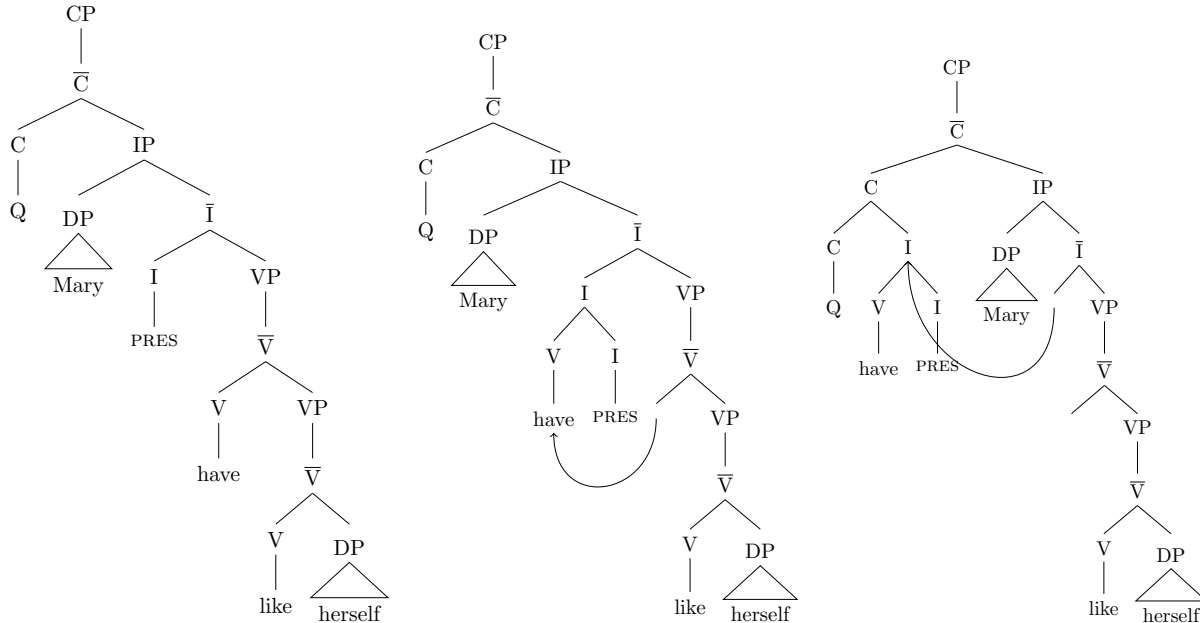 CP
C̅
C IP
Q DP I̅
Mary I VP
PRES V̅
V VP
have V̅
V DP
like herself
CP
C̅
C IP
Q DP I̅
Mary I VP
V I V̅
have PRES VP
V̅
V DP
like herself
CP
C̅
C IP
C I DP I̅
Q V I Mary VP
have PRES V̅
VP
V̅
V DP
like herself